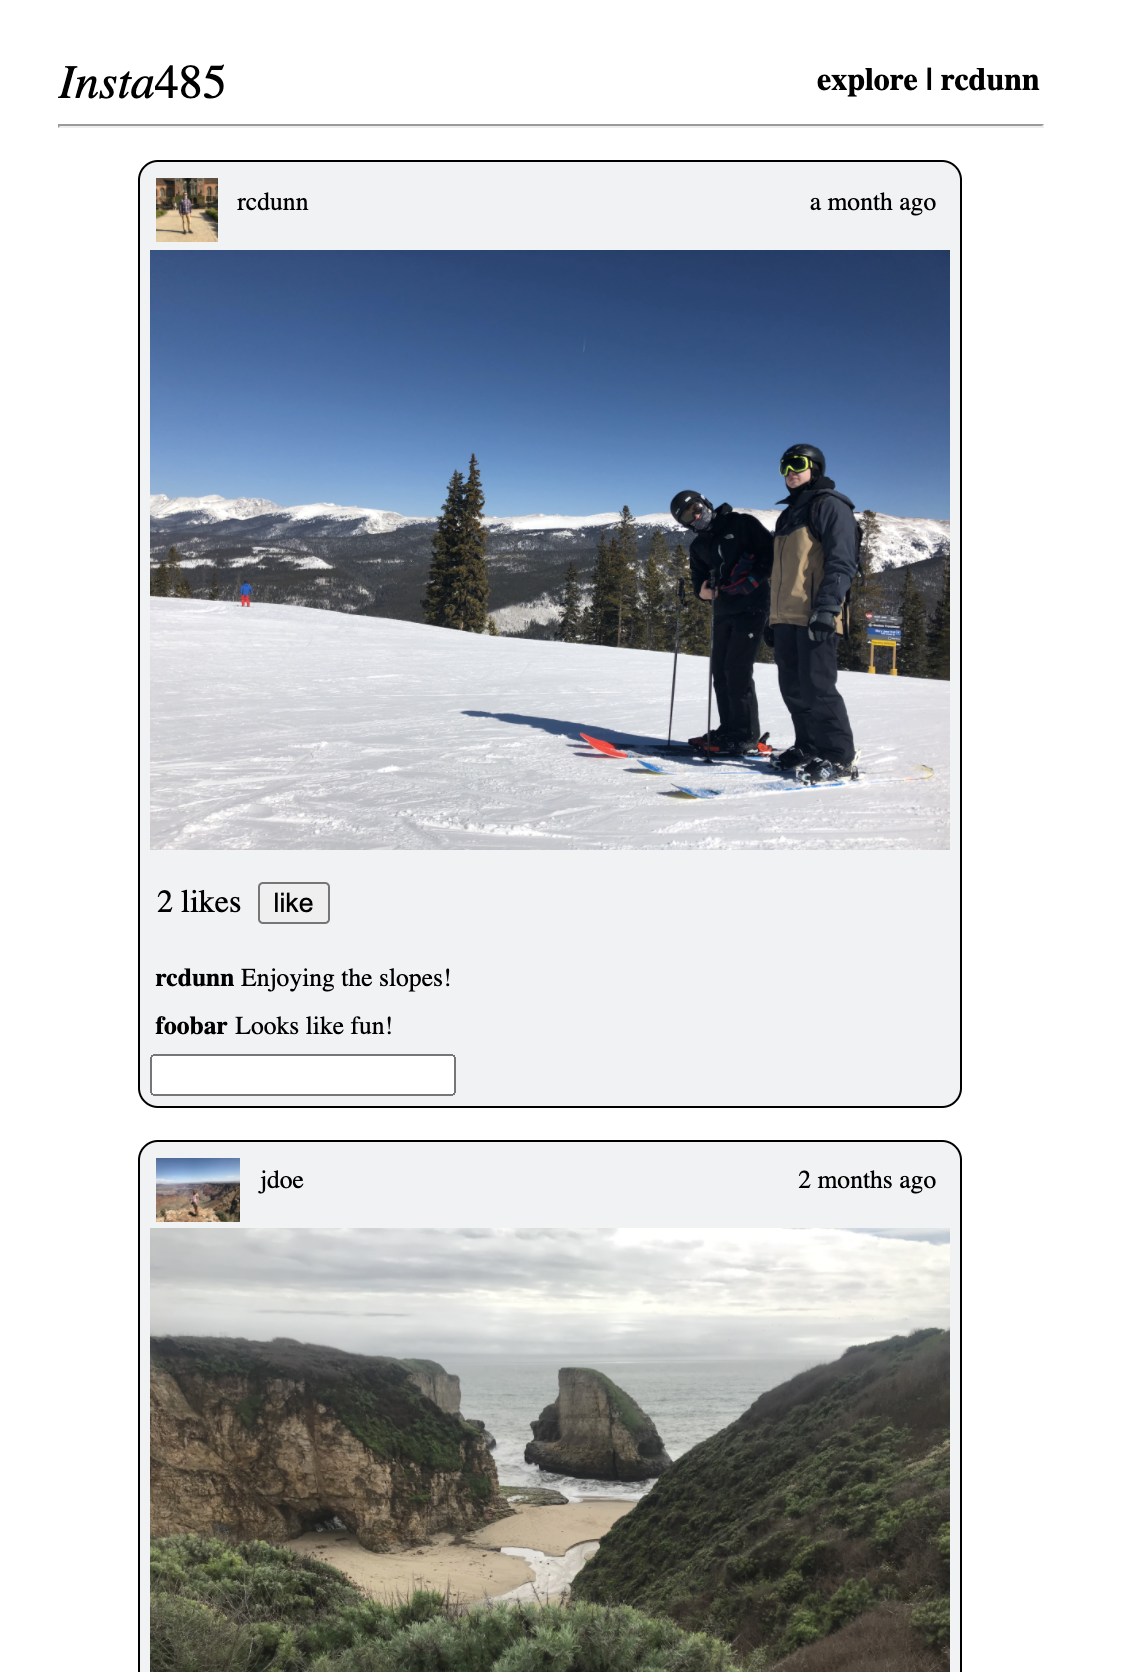 Insta485
explore | rcdunn
rcdunn
a month ago
2 likes
like
rcdunn Enjoying the slopes!
foobar Looks like fun!
jdoe
2 months ago